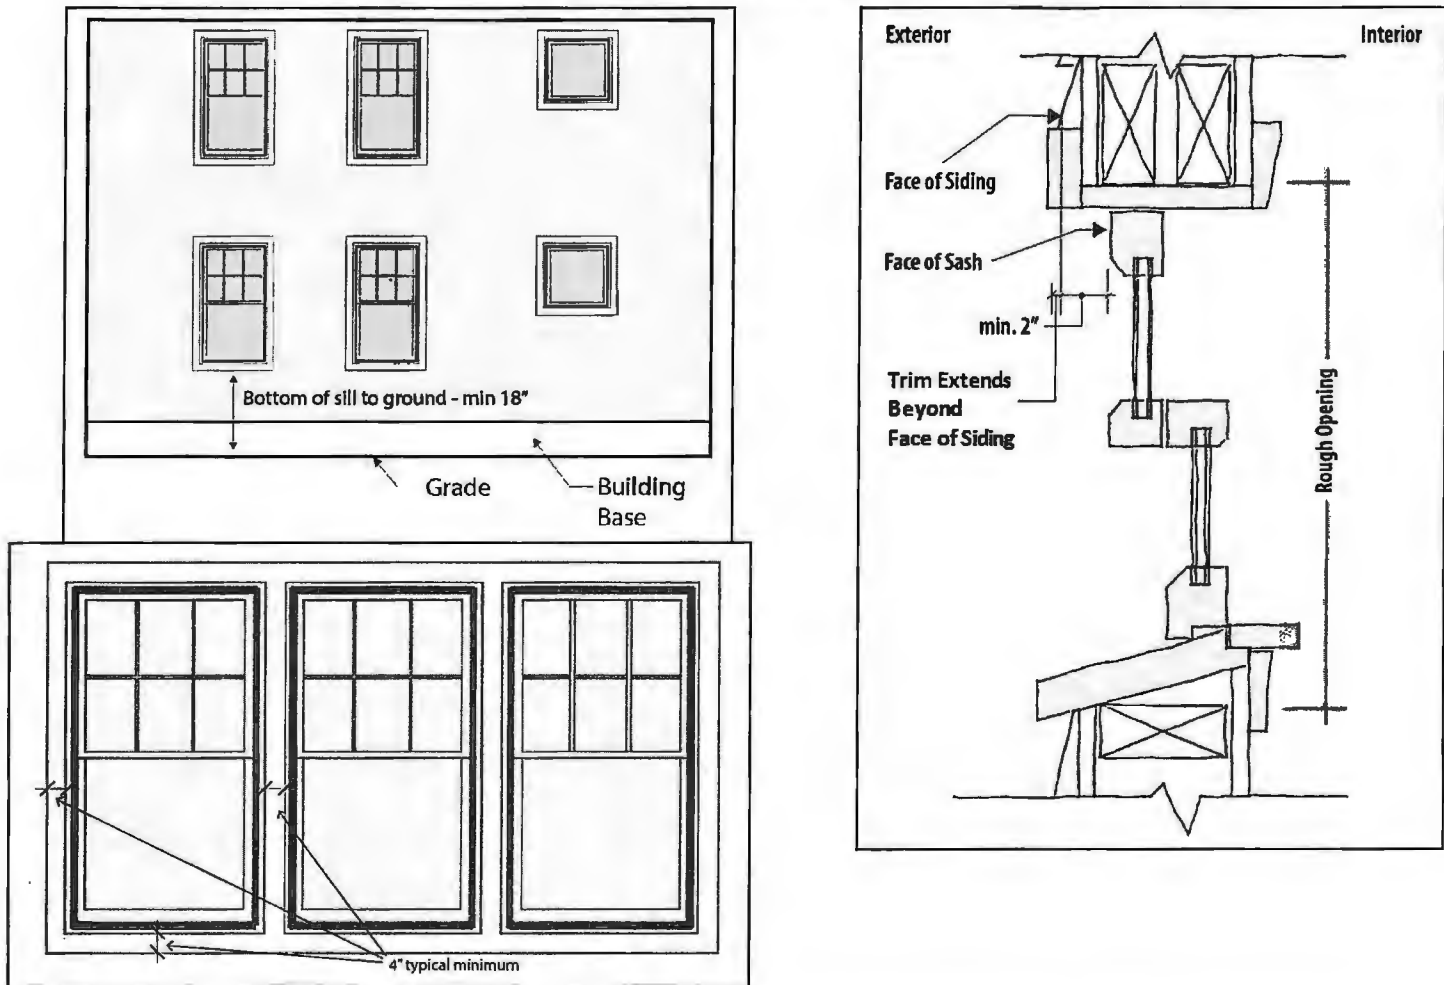 Bottom of sill to ground - min 18"
Grade
Building
Base
4" typical minimum
Exterior
Interior
Face of Siding
Face of Sash
min. 2"
Trim Extends
Beyond
Face of Siding
Rough Opening